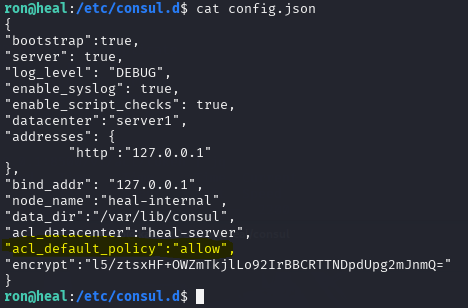 ron@heal:/etc/consul.d$ cat config.json
{
"bootstrap":true,
"server": true,
"log_level": "DEBUG",
"enable_syslog": true,
"enable_script_checks": true,
"datacenter":"server1",
"addresses": {
        "http":"127.0.0.1"
},
"bind_addr": "127.0.0.1",
"node_name":"heal-internal",
"data_dir":"/var/lib/consul",
"acl_datacenter":"heal-server",
"acl_default_policy":"allow",
"encrypt":"l5/ztsxHF+OWZmTkjlLo92IrBBCRTTNDpdUpg2mJnmQ="
}
ron@heal:/etc/consul.d$